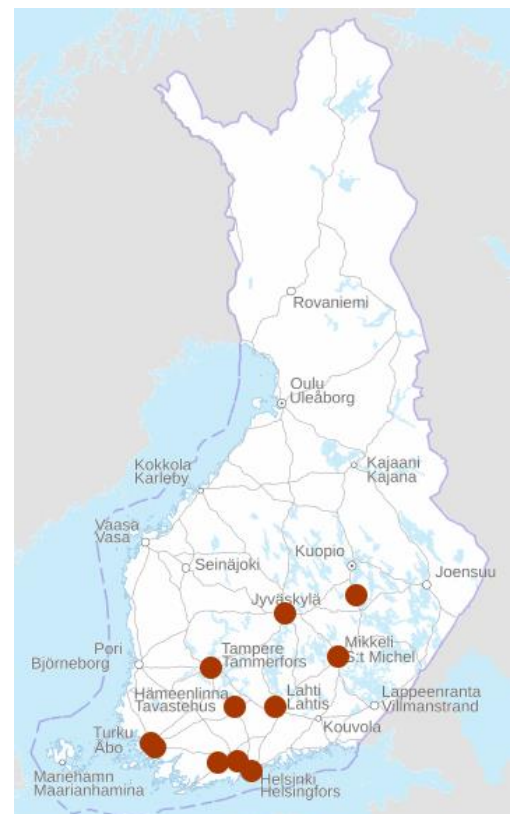 Rovaniemi
Oulu
Uleåborg
Kajaani
Kajana
Kokkola
Karleby
Vaasa
Vasa
Seinäjoki
Kuopio
Joensuu
Jyväskylä
Mikkeli
S:t Michel
Tampere
Tammerfors
Pori
Björneborg
Hämeenlinna
Tavastehus
Lahti
Lahtis
Lappeenranta
Villmanstrand
Kouvola
Turku
Åbo
Mariehamn
Maarianhamina
Helsinki
Helsingfors